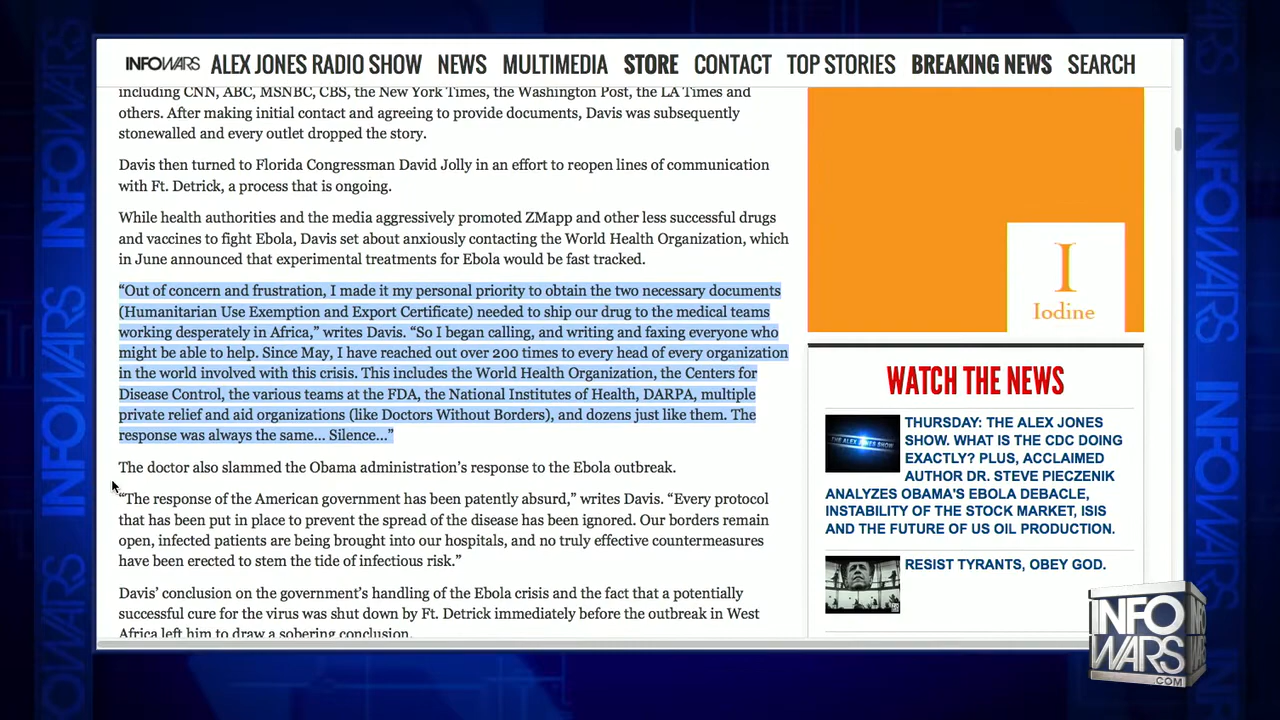 INFOWARS ALEX JONES RADIO SHOW NEWS MULTIMEDIA STORE CONTACT TOP STORIES BREAKING NEWS SEARCH
including CNN, ABC, MSNBC, CBS, the New York Times, the Washington Post, the LA Times and
others. After making initial contact and agreeing to provide documents, Davis was subsequently
stonewalled and every outlet dropped the story.
Davis then turned to Florida Congressman David Jolly in an effort to reopen lines of communication
with Ft. Detrick, a process that is ongoing.
While health authorities and the media aggressively promoted ZMapp and other less successful drugs
and vaccines to fight Ebola, Davis set about anxiously contacting the World Health Organization, which
in June announced that experimental treatments for Ebola would be fast tracked.
“Out of concern and frustration, I made it my personal priority to obtain the two necessary documents
(Humanitarian Use Exemption and Export Certificate) needed to ship our drug to the medical teams
working desperately in Africa,” writes Davis. “So I began calling, and writing and faxing everyone who
might be able to help. Since May, I have reached out over 200 times to every head of every organization
in the world involved with this crisis. This includes the World Health Organization, the Centers for
Disease Control, the various teams at the FDA, the National Institutes of Health, DARPA, multiple
private relief and aid organizations (like Doctors Without Borders), and dozens just like them. The
response was always the same… Silence…”
The doctor also slammed the Obama administration’s response to the Ebola outbreak.
“The response of the American government has been patently absurd,” writes Davis. “Every protocol
that has been put in place to prevent the spread of the disease has been ignored. Our borders remain
open, infected patients are being brought into our hospitals, and no truly effective countermeasures
have been erected to stem the tide of infectious risk.”
Davis’ conclusion on the government’s handling of the Ebola crisis and the fact that a potentially
successful cure for the virus was shut down by Ft. Detrick immediately before the outbreak in West
Africa left him to draw a sobering conclusion.
I
Iodine
WATCH THE NEWS
THE ALEX JONES SHOW
THURSDAY: THE ALEX JONES
SHOW. WHAT IS THE CDC DOING
EXACTLY? PLUS, ACCLAIMED
AUTHOR DR. STEVE PIECZENIK
ANALYZES OBAMA'S EBOLA DEBACLE,
INSTABILITY OF THE STOCK MARKET, ISIS
AND THE FUTURE OF US OIL PRODUCTION.
RESIST TYRANTS, OBEY GOD.
INFO
WARS
.COM
INFOWARS
INFOWARS
INFOWARS
INFOWARS